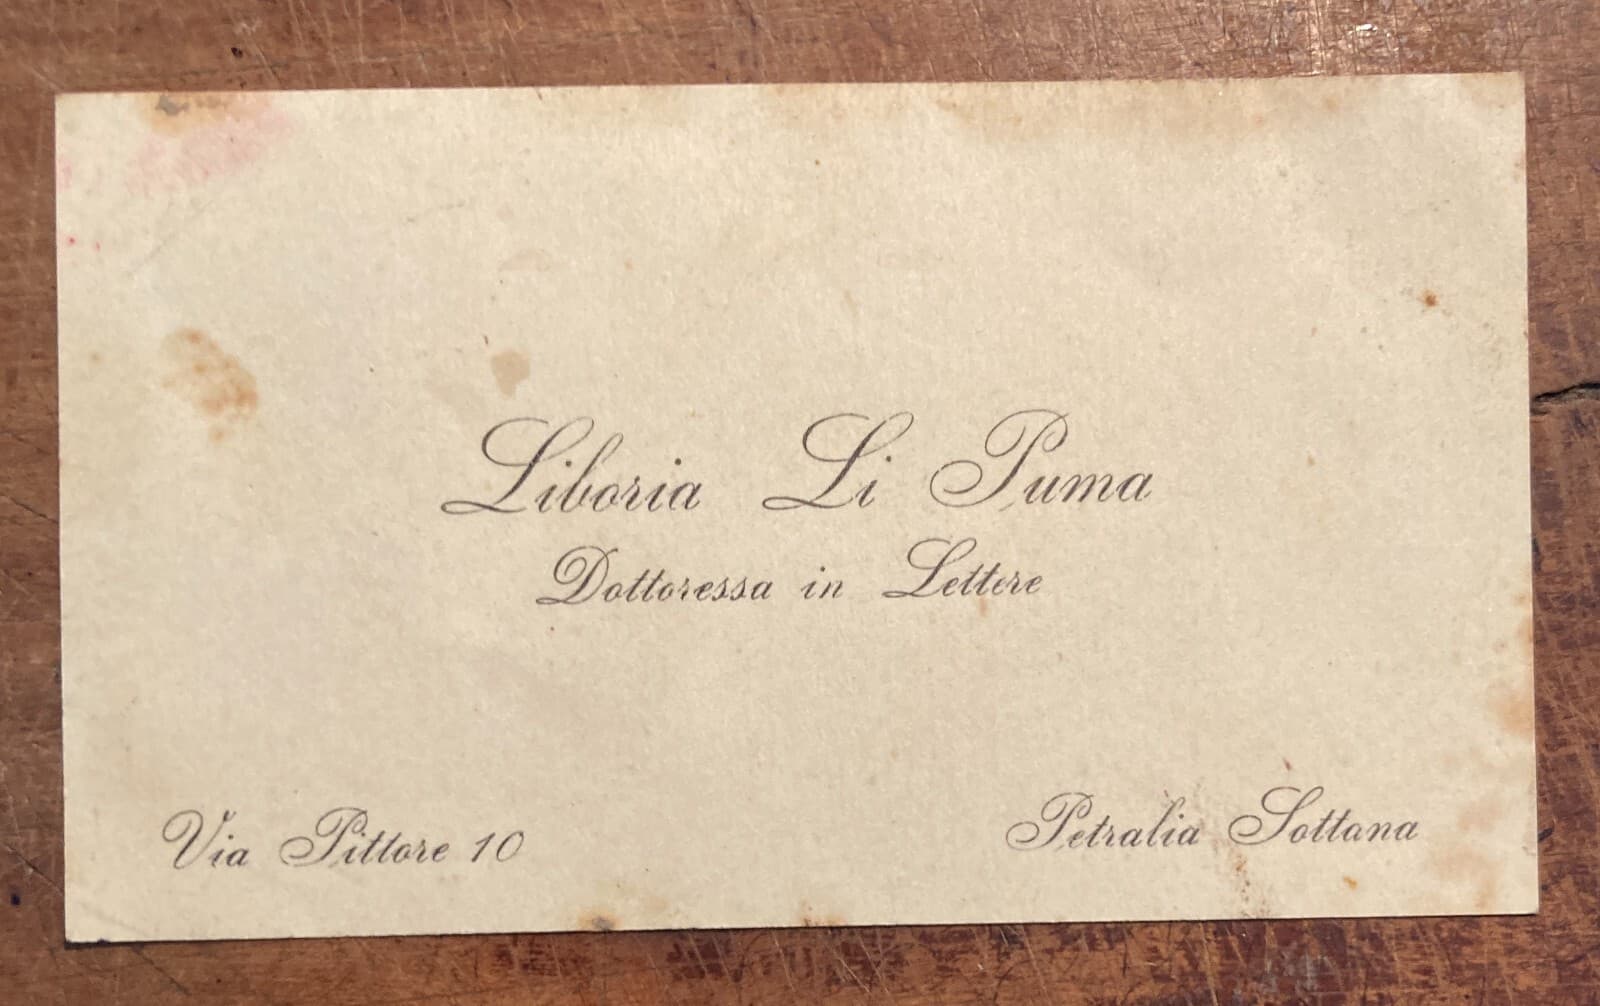 Liboria Li Puma
Dottoressa in Lettere
Via Pittore 10
Petralia Sottana